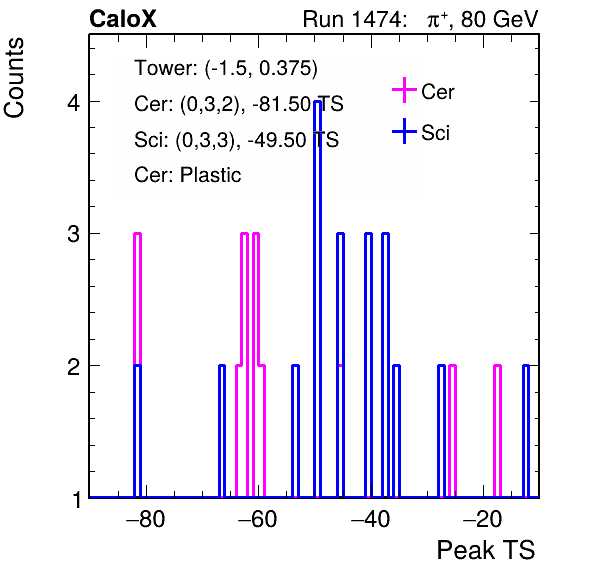 CaloX Run 1474: π⁺, 80 GeV
Counts
Tower: (-1.5, 0.375)
Cer: (0,3,2), -81.50 TS
Sci: (0,3,3), -49.50 TS
Cer: Plastic
Cer
Sci
4
3
2
1
−80 −60 −40 −20
Peak TS